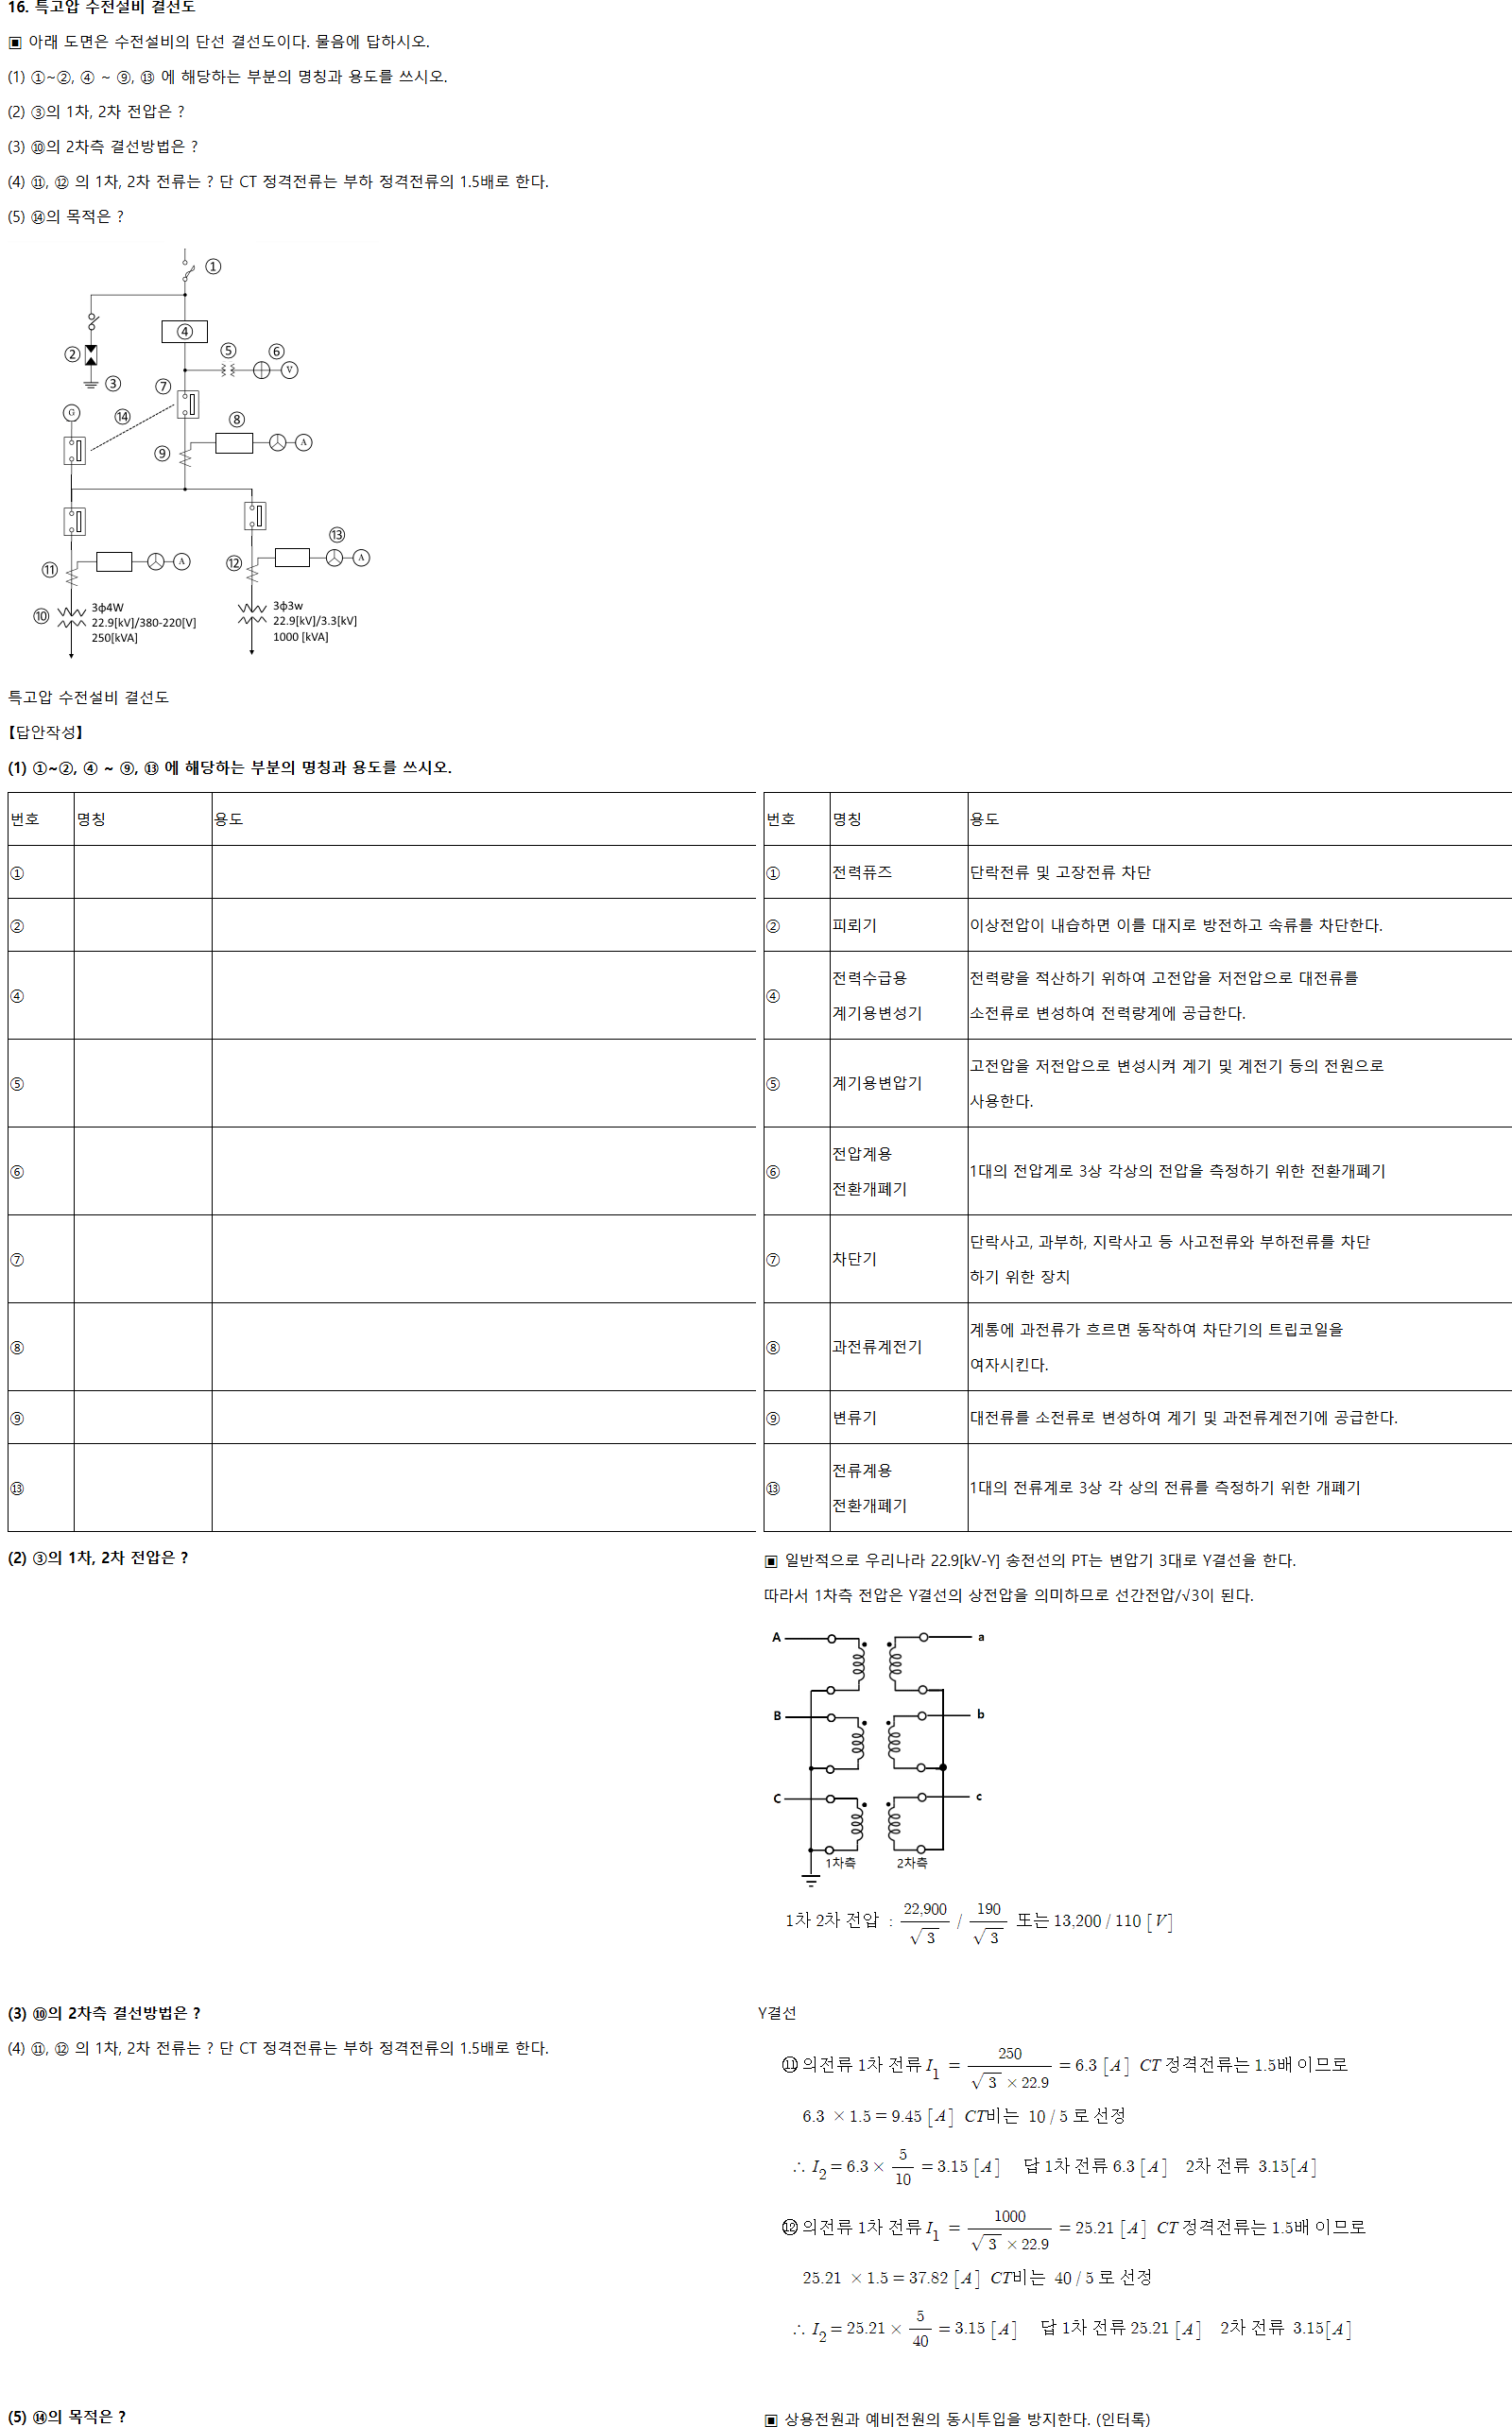 16. 특고압 수전설비 결선도
▣ 아래 도면은 수전설비의 단선 결선도이다. 물음에 답하시오.
(1) ①~②, ④ ~ ⑨, ⑬ 에 해당하는 부분의 명칭과 용도를 쓰시오.
(2) ③의 1차, 2차 전압은 ?
(3) ⑩의 2차측 결선방법은 ?
(4) ⑪, ⑫ 의 1차, 2차 전류는 ? 단 CT 정격전류는 부하 정격전류의 1.5배로 한다.
(5) ⑭의 목적은 ?
①
④
②
⑤
⑥
V
③
⑦
G
⑭
⑧
⑨
A
⑬
⑪
A
⑫
A
⑩
3ϕ4W
22.9[kV]/380-220[V]
250[kVA]
3ϕ3w
22.9[kV]/3.3[kV]
1000 [kVA]
특고압 수전설비 결선도
【답안작성】
(1) ①~②, ④ ~ ⑨, ⑬ 에 해당하는 부분의 명칭과 용도를 쓰시오.
번호 명칭 용도
①
②
④
⑤
⑥
⑦
⑧
⑨
⑬
번호 명칭 용도
① 전력퓨즈 단락전류 및 고장전류 차단
② 피뢰기 이상전압이 내습하면 이를 대지로 방전하고 속류를 차단한다.
④ 전력수급용 계기용변성기 전력량을 적산하기 위하여 고전압을 저전압으로 대전류를
소전류로 변성하여 전력량계에 공급한다.
⑤ 계기용변압기 고전압을 저전압으로 변성시켜 계기 및 계전기 등의 전원으로
사용한다.
⑥ 전압계용 전환개폐기 1대의 전압계로 3상 각상의 전압을 측정하기 위한 전환개폐기
⑦ 차단기 단락사고, 과부하, 지락사고 등 사고전류와 부하전류를 차단
하기 위한 장치
⑧ 과전류계전기 계통에 과전류가 흐르면 동작하여 차단기의 트립코일을
여자시킨다.
⑨ 변류기 대전류를 소전류로 변성하여 계기 및 과전류계전기에 공급한다.
⑬ 전류계용 전환개폐기 1대의 전류계로 3상 각 상의 전류를 측정하기 위한 개폐기
(2) ③의 1차, 2차 전압은 ?
▣ 일반적으로 우리나라 22.9[kV-Y] 송전선의 PT는 변압기 3대로 Y결선을 한다.
따라서 1차측 전압은 Y결선의 상전압을 의미하므로 선간전압/√3이 된다.
A a
B b
C c
1차측 2차측
1차 2차 전압 : 22,900/√3 / 190/√3 또는 13,200 / 110 [V]
(3) ⑩의 2차측 결선방법은 ?
Y결선
(4) ⑪, ⑫ 의 1차, 2차 전류는 ? 단 CT 정격전류는 부하 정격전류의 1.5배로 한다.
⑪ 의전류 1차 전류 I₁ = 250/(√3 × 22.9) = 6.3 [A] CT 정격전류는 1.5배 이므로
6.3 × 1.5 = 9.45 [A] CT비는 10 / 5 로 선정
∴ I₂ = 6.3 × 5/10 = 3.15 [A] 답 1차 전류 6.3 [A] 2차 전류 3.15[A]
⑫ 의전류 1차 전류 I₁ = 1000/(√3 × 22.9) = 25.21 [A] CT 정격전류는 1.5배 이므로
25.21 × 1.5 = 37.82 [A] CT비는 40 / 5 로 선정
∴ I₂ = 25.21 × 5/40 = 3.15 [A] 답 1차 전류 25.21 [A] 2차 전류 3.15[A]
(5) ⑭의 목적은 ?
▣ 상용전원과 예비전원의 동시투입을 방지한다. (인터록)